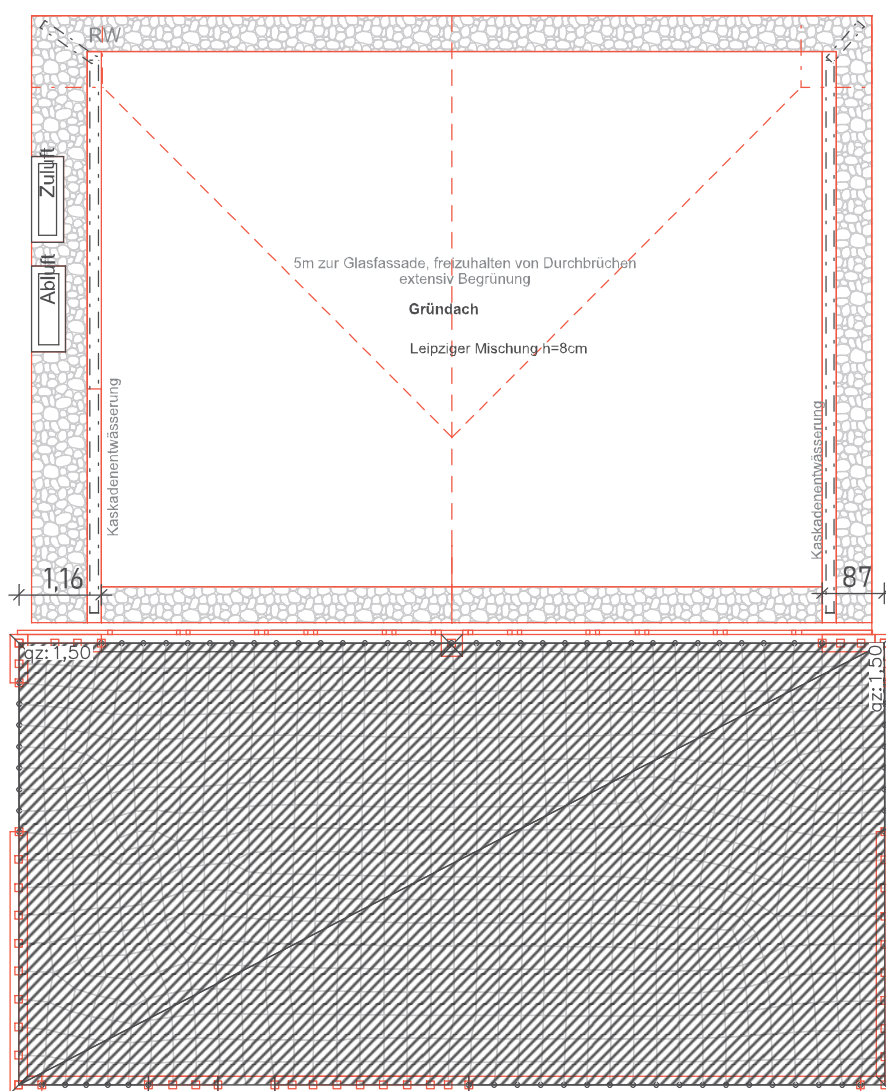 RW
Zuluft
Abluft
5m zur Glasfassade, freizuhalten von Durchbrüchen
extensiv Begrünung
Gründach
Leipziger Mischung h=8cm
Kaskadenentwässerung
Kaskadenentwässerung
1,16
87
qz: 1,50
qz: 1,50